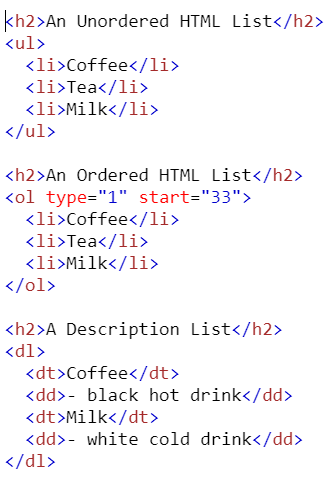 <h2>An Unordered HTML List</h2>
<ul>
  <li>Coffee</li>
  <li>Tea</li>
  <li>Milk</li>
</ul>

<h2>An Ordered HTML List</h2>
<ol type="1" start="33">
  <li>Coffee</li>
  <li>Tea</li>
  <li>Milk</li>
</ol>

<h2>A Description List</h2>
<dl>
  <dt>Coffee</dt>
  <dd>- black hot drink</dd>
  <dt>Milk</dt>
  <dd>- white cold drink</dd>
</dl>